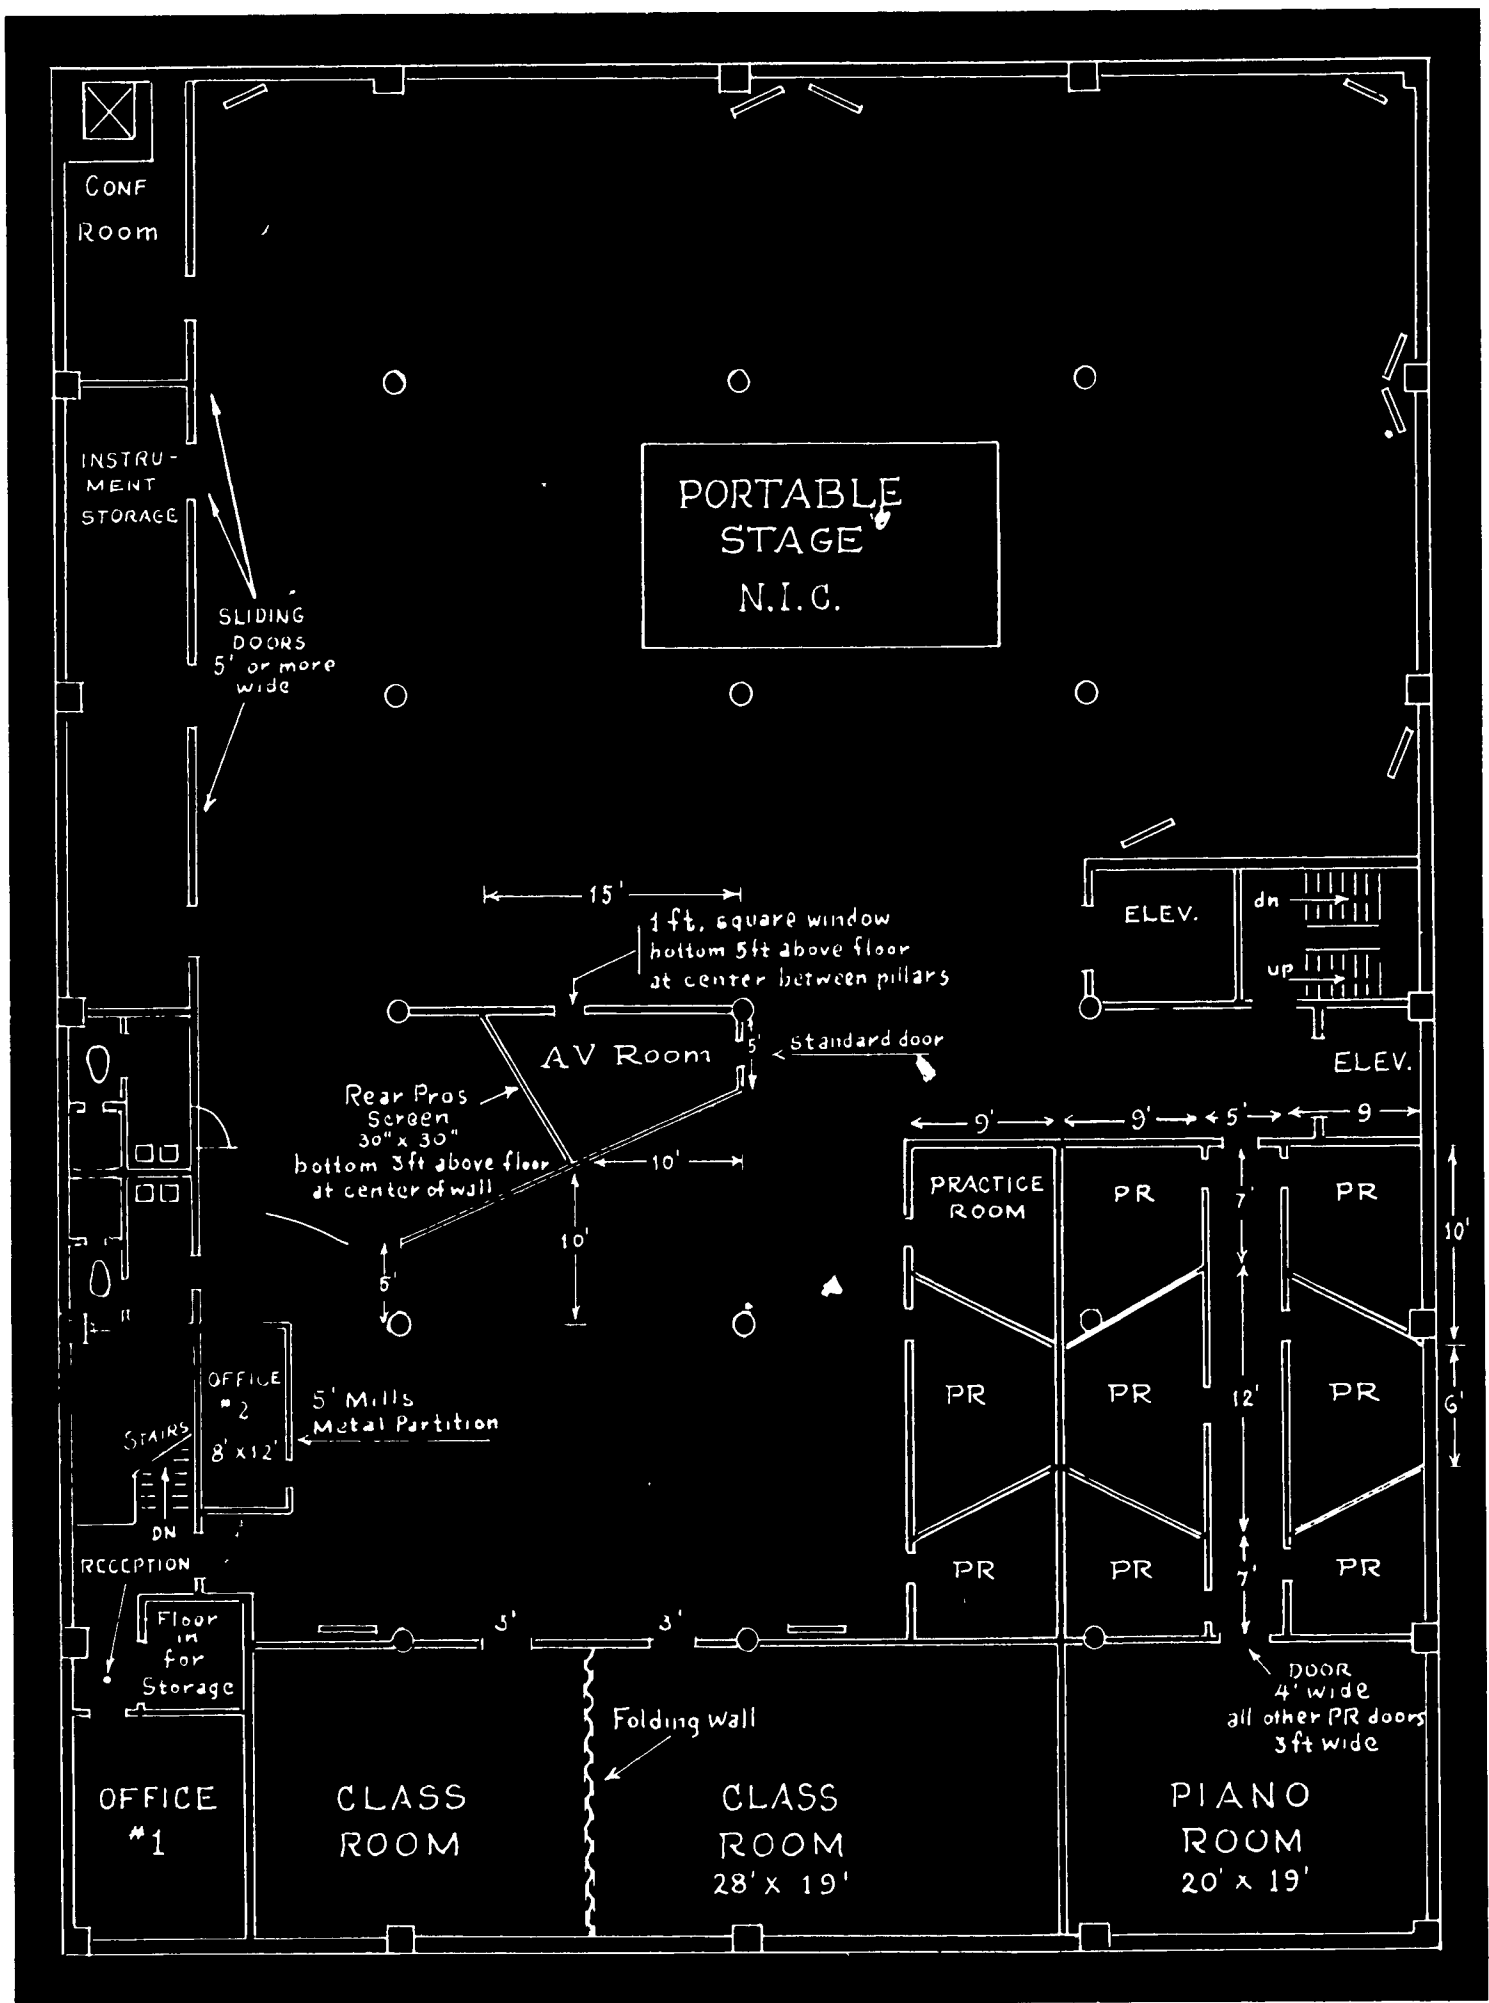 CONF
ROOM
INSTRU-
MENT
STORAGE
SLIDING
DOORS
5' or more
wide
PORTABLE
STAGE
N.I.C.
15'
1 ft. square window
bottom 5ft above floor
at center between pillars
ELEV.
dn
up
AV Room
5'
standard door
ELEV.
Rear Pros
Screen
30" x 30"
bottom 3ft above floor
at center of wall
10'
10'
5'
9'
9'
5'
9
PRACTICE
ROOM
PR
7'
PR
10'
OFFICE
#2
8' x 12'
5' Mills
Metal Partition
PR
PR
12'
PR
6'
STAIRS
DN
RECEPTION
PR
PR
7'
PR
Floor
in
for
Storage
3'
3'
DOOR
4' wide
all other PR doors
3 ft wide
Folding Wall
OFFICE
#1
CLASS
ROOM
CLASS
ROOM
28' x 19'
PIANO
ROOM
20' x 19'